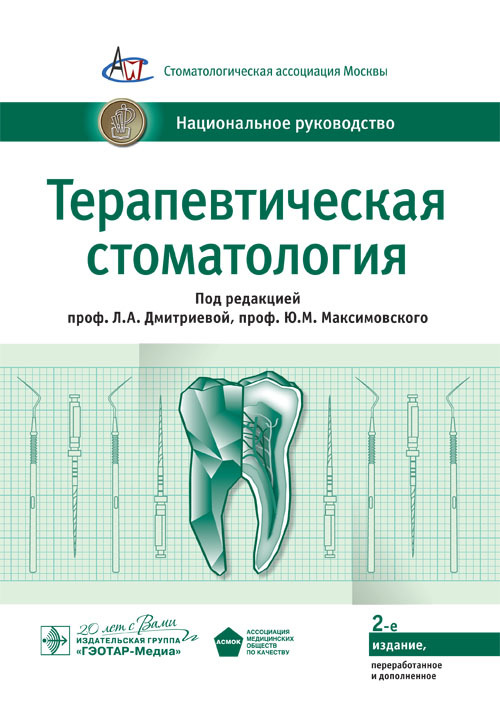 Стоматологическая ассоциация Москвы
Национальное руководство
Терапевтическая
стоматология
Под редакцией
проф. Л.А. Дмитриевой, проф. Ю.М. Максимовского
20 лет с Вами
ИЗДАТЕЛЬСКАЯ ГРУППА
«ГЭОТАР-Медиа»
АСМОК
АССОЦИАЦИЯ
МЕДИЦИНСКИХ
ОБЩЕСТВ
ПО КАЧЕСТВУ
2-е
издание,
переработанное
и дополненное